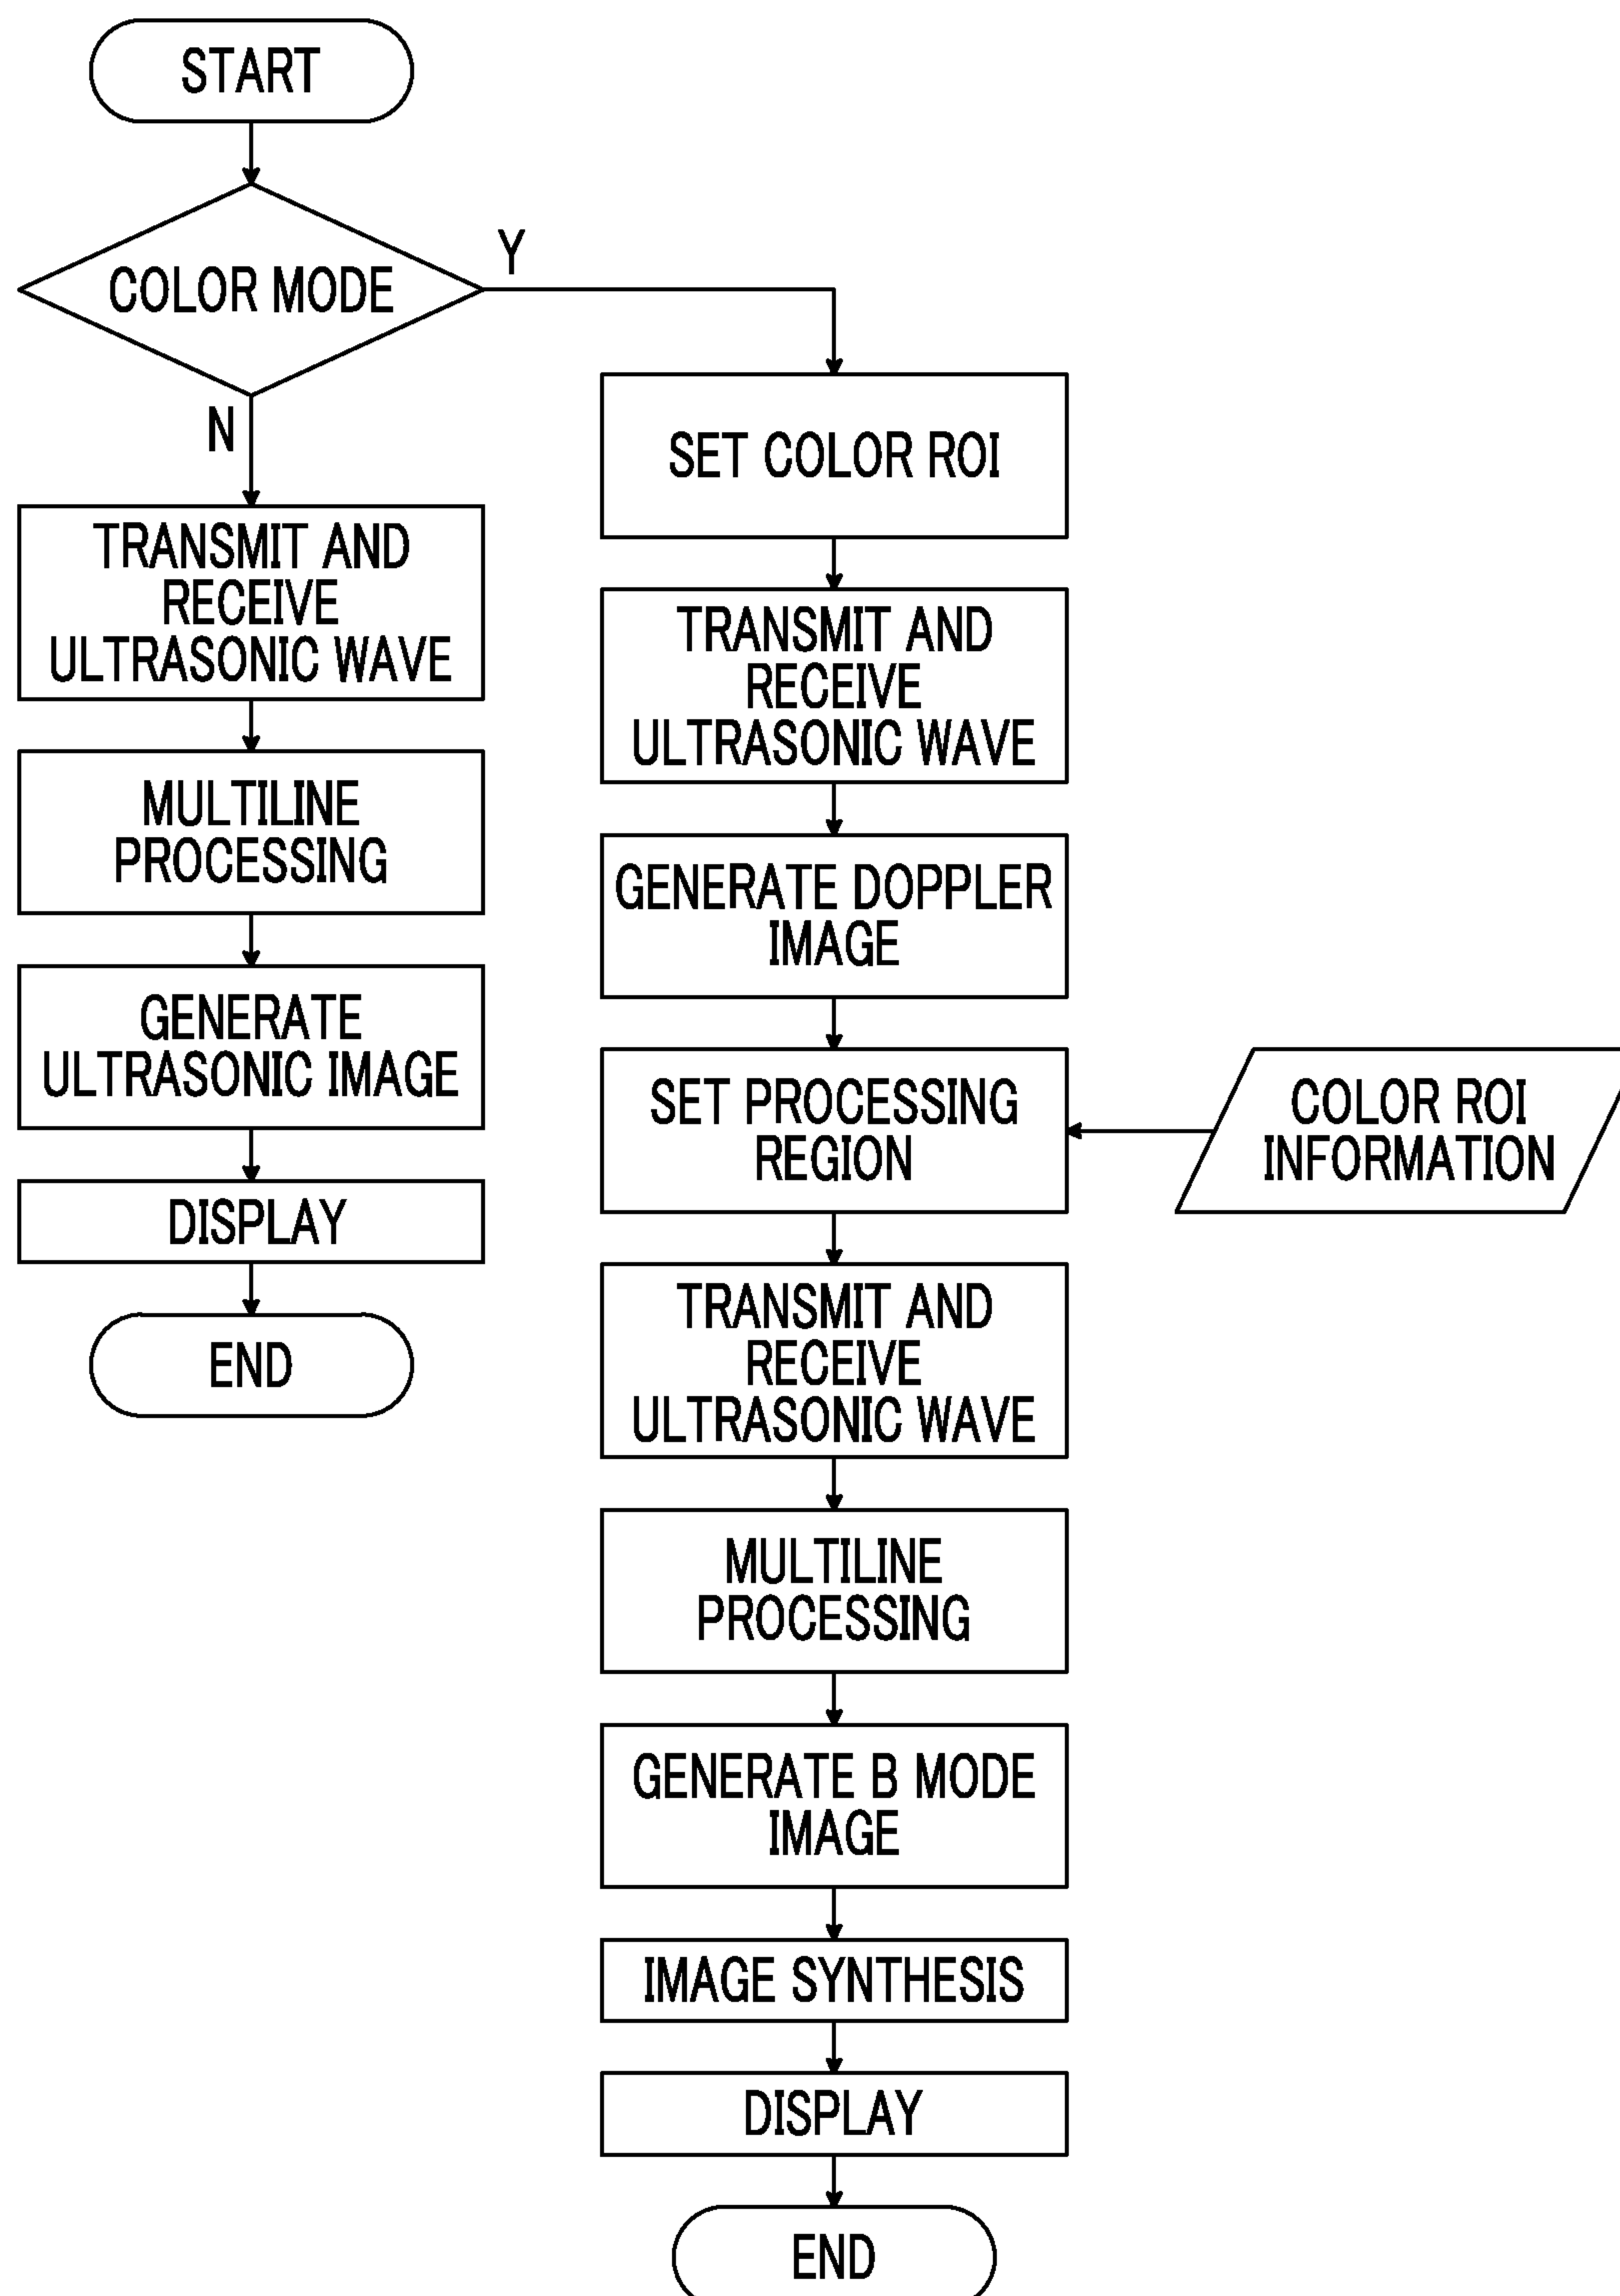 START
COLOR MODE
Y
N
TRANSMIT AND
RECEIVE
ULTRASONIC WAVE
MULTILINE
PROCESSING
GENERATE
ULTRASONIC IMAGE
DISPLAY
END
SET COLOR ROI
TRANSMIT AND
RECEIVE
ULTRASONIC WAVE
GENERATE DOPPLER
IMAGE
SET PROCESSING
REGION
COLOR ROI
INFORMATION
TRANSMIT AND
RECEIVE
ULTRASONIC WAVE
MULTILINE
PROCESSING
GENERATE B MODE
IMAGE
IMAGE SYNTHESIS
DISPLAY
END